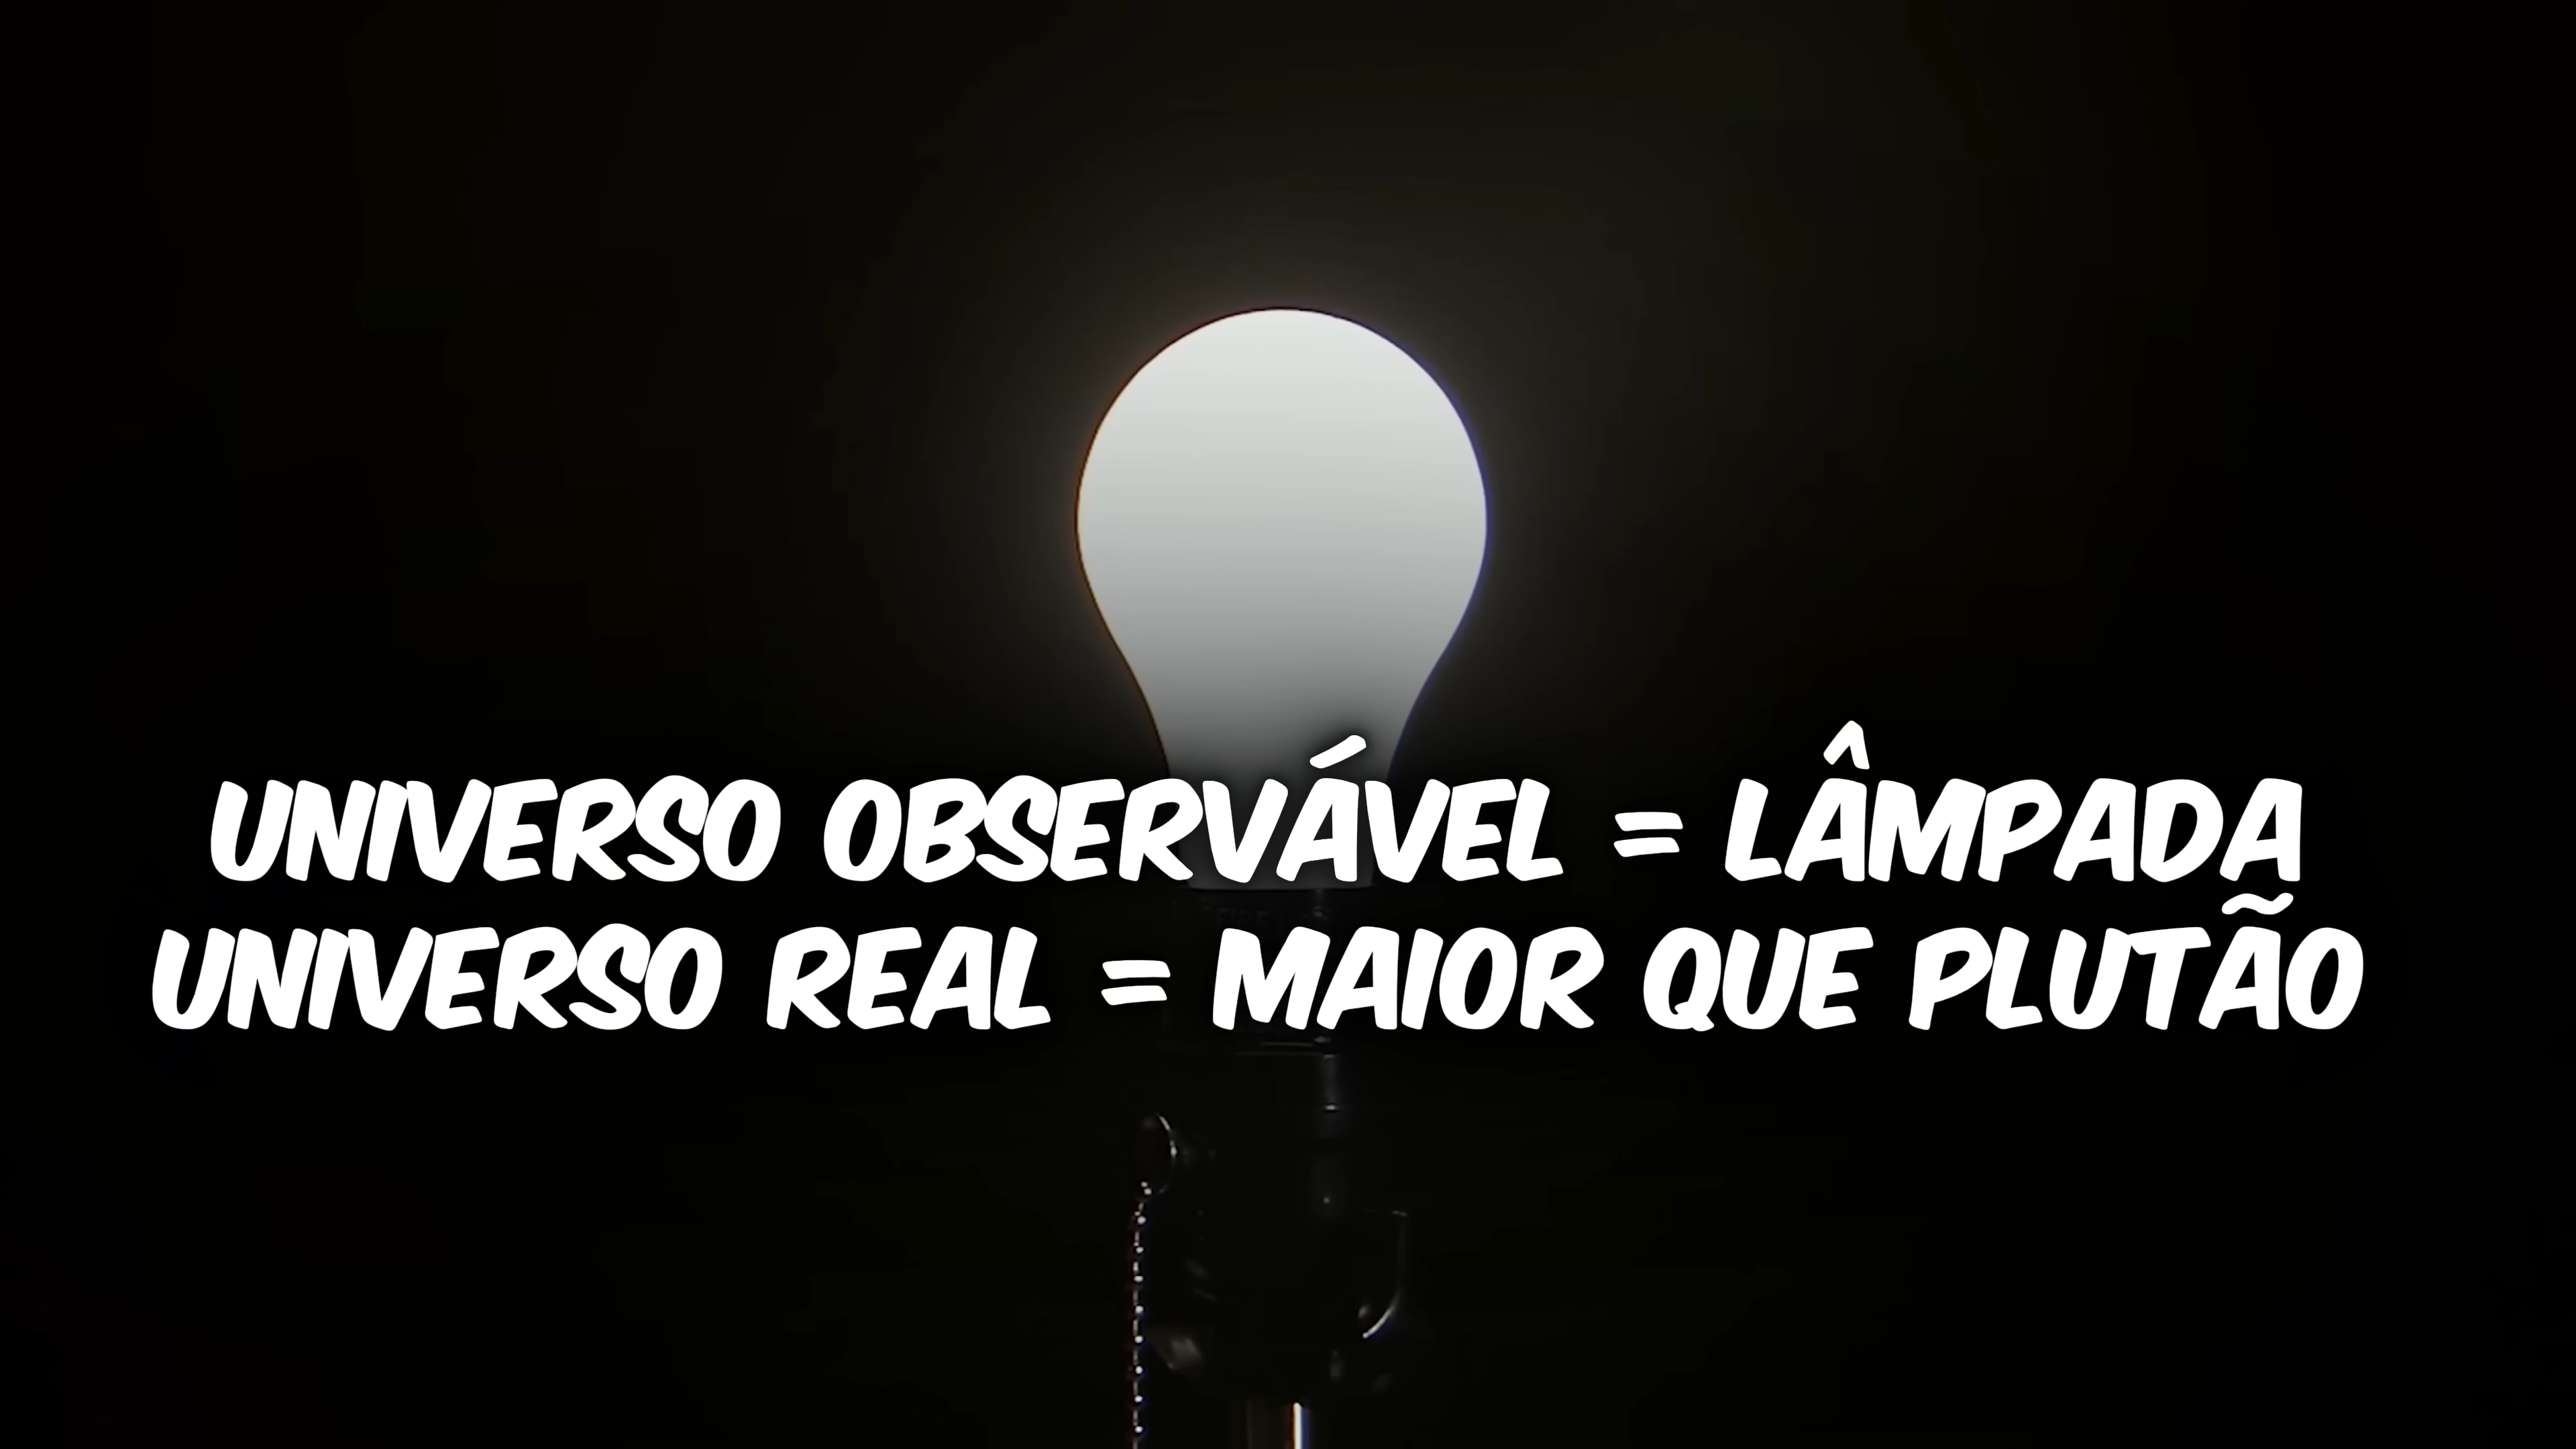 UNIVERSO OBSERVÁVEL = LÂMPADA
UNIVERSO REAL = MAIOR QUE PLUTÃO